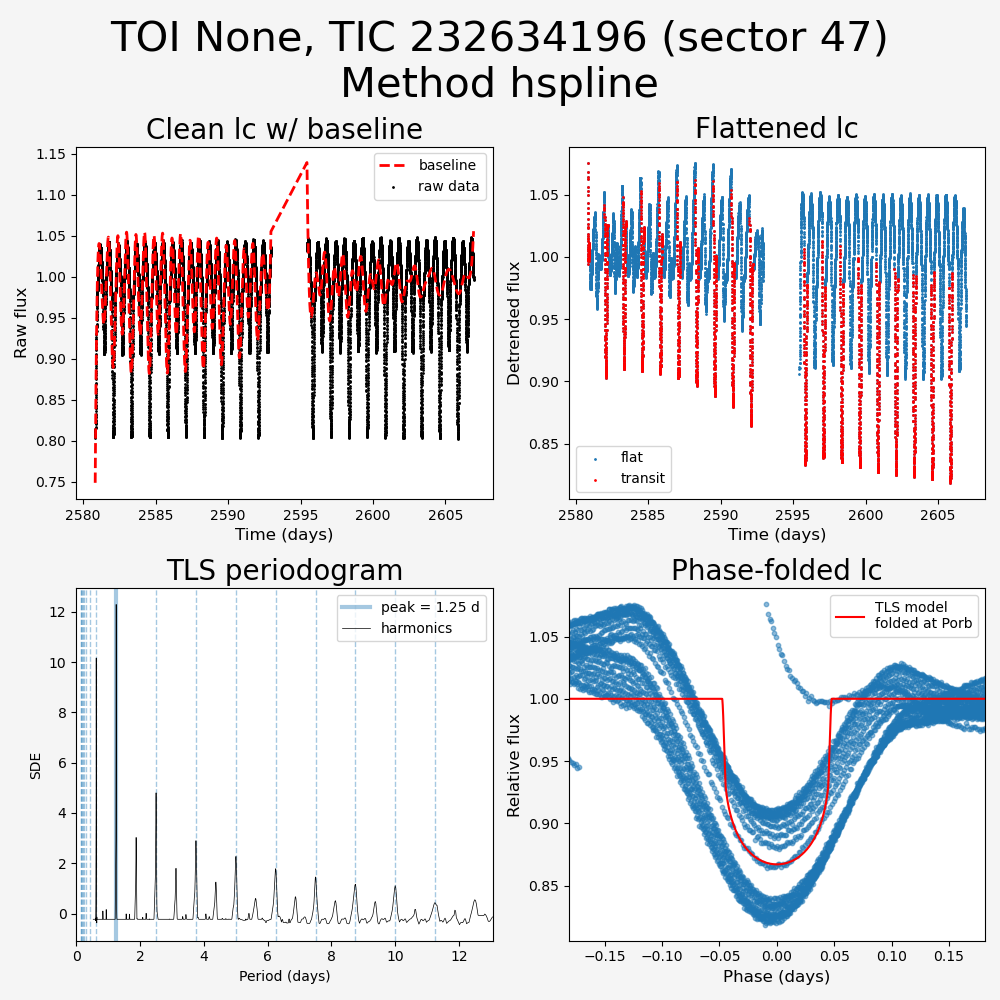 TOI None, TIC 232634196 (sector 47)
Method hspline
Clean lc w/ baseline
Flattened lc
1.15
1.10
1.05
1.00
0.95
0.90
0.85
0.80
0.75
Raw flux
baseline
raw data
2580
2585
2590
2595
2600
2605
Time (days)
1.05
1.00
0.95
0.90
0.85
Detrended flux
flat
transit
2580
2585
2590
2595
2600
2605
Time (days)
TLS periodogram
Phase-folded lc
12
10
8
6
4
2
0
SDE
peak = 1.25 d
harmonics
0
2
4
6
8
10
12
Period (days)
1.05
1.00
0.95
0.90
0.85
Relative flux
TLS model
folded at Porb
−0.15
−0.10
−0.05
0.00
0.05
0.10
0.15
Phase (days)